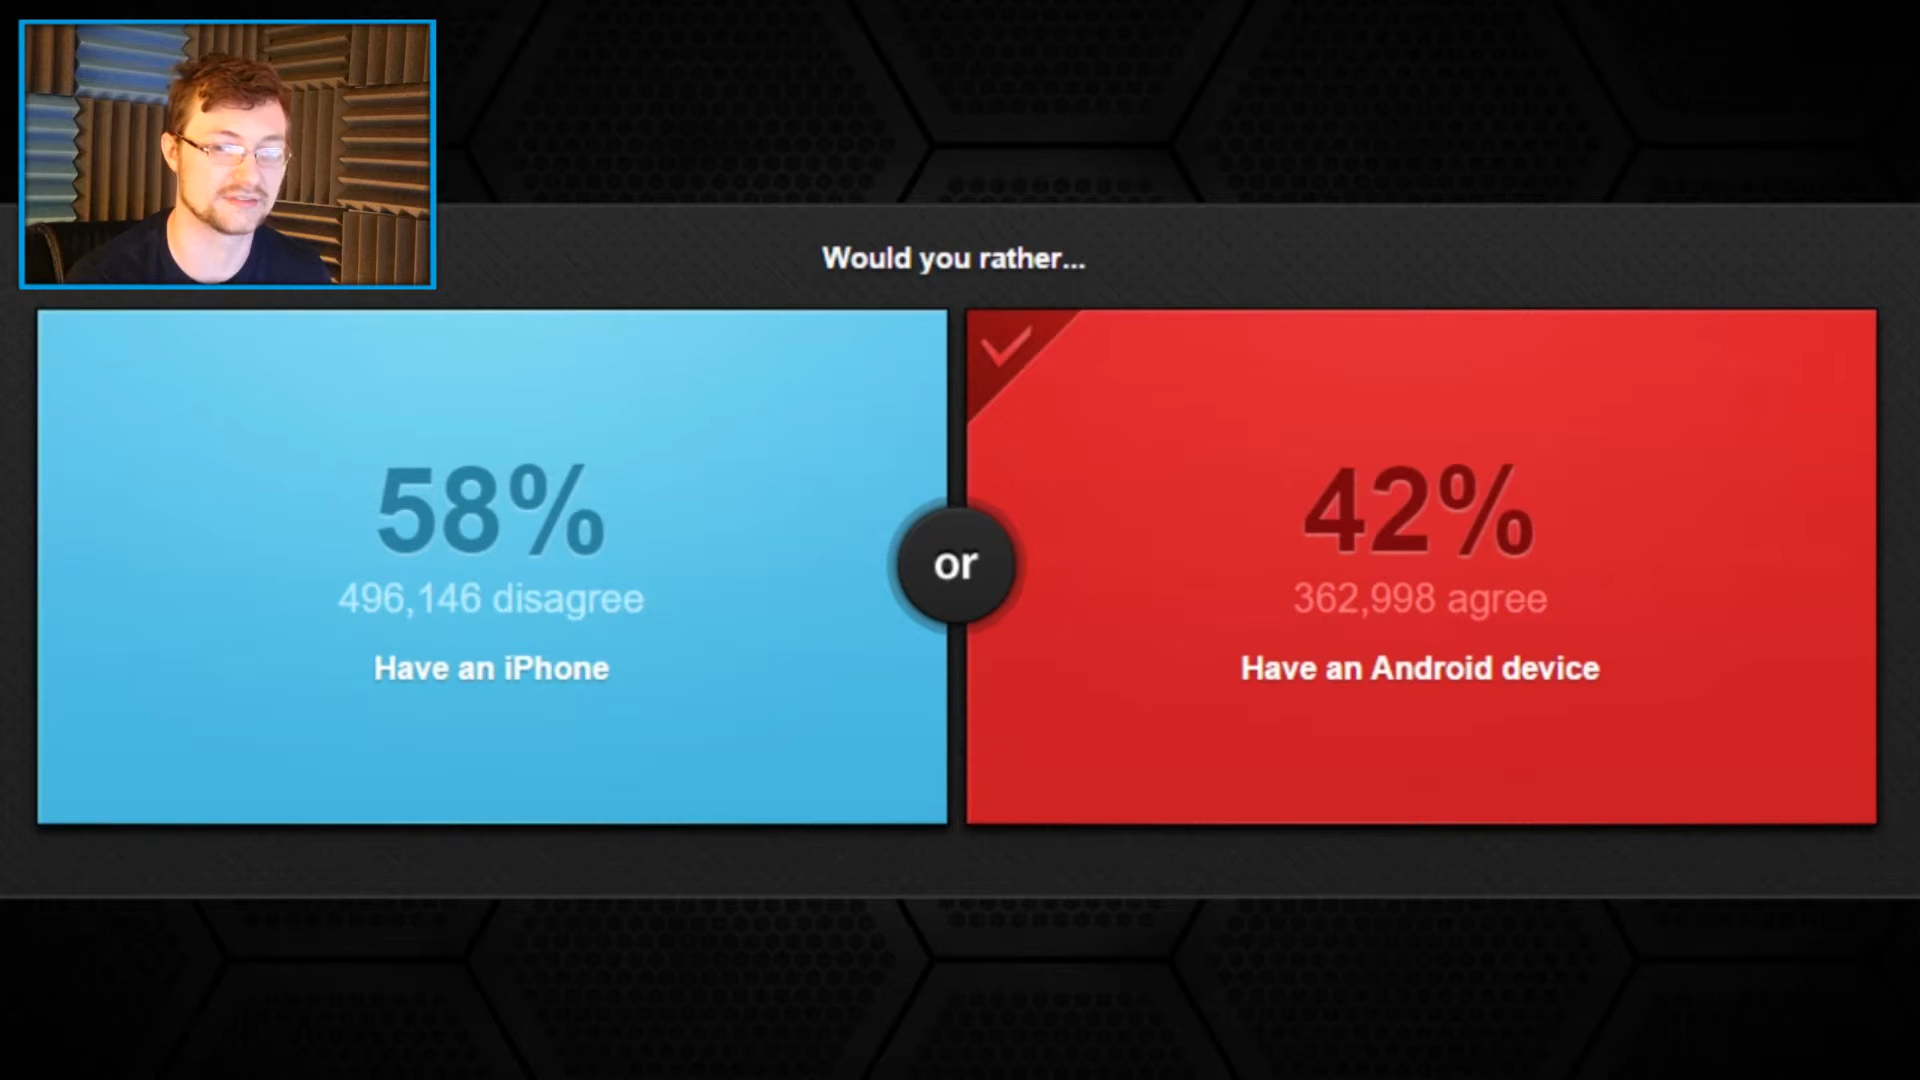 Would you rather...
58%
496,146 disagree
Have an iPhone
or
42%
362,998 agree
Have an Android device